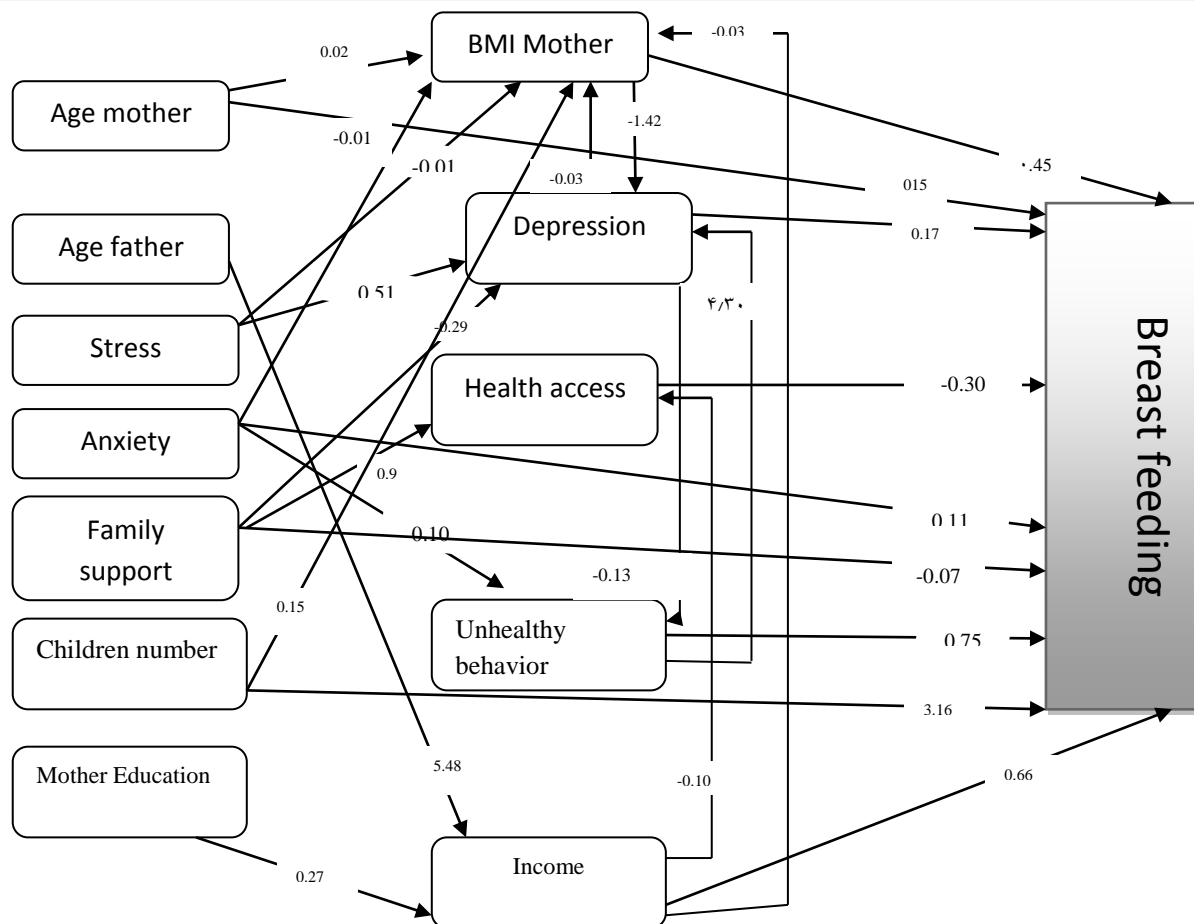 BMI Mother
-0.03
0.02
Age mother
-1.42
-0.01
-0.01
-0.03
۰.45
015
Age father
Depression
0.17
0.51
۴٫۳۰
Stress
-0.29
Health access
-0.30
Anxiety
0.9
Family
support
0.10
0.11
-0.13
-0.07
0.15
Children number
Unhealthy
behavior
0.75
3.16
Mother Education
5.48
-0.10
0.66
0.27
Income
Breast feeding